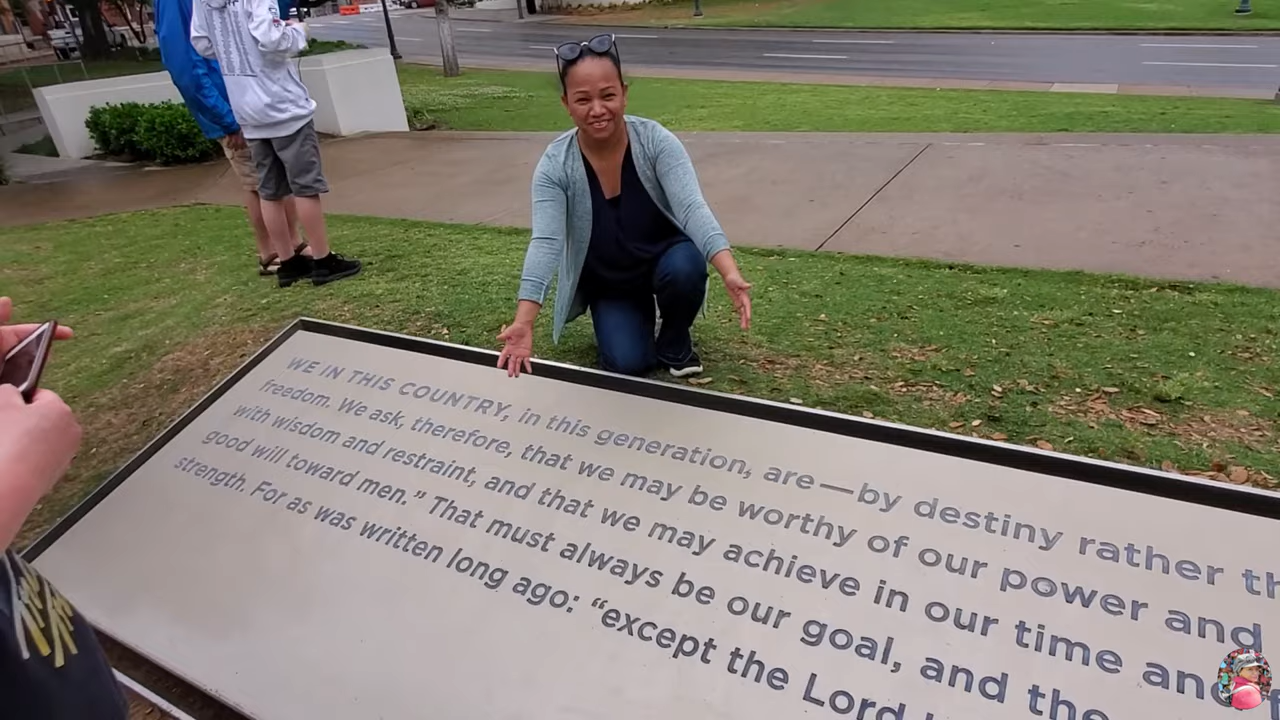 WE IN THIS COUNTRY, in this generation, are—by destiny rather
freedom. We ask, therefore, that we may be worthy of our power and
with wisdom and restraint, and that we may achieve in our time and
good will toward men.” That must always be our goal, and the
strength. For as was written long ago: “except the Lord